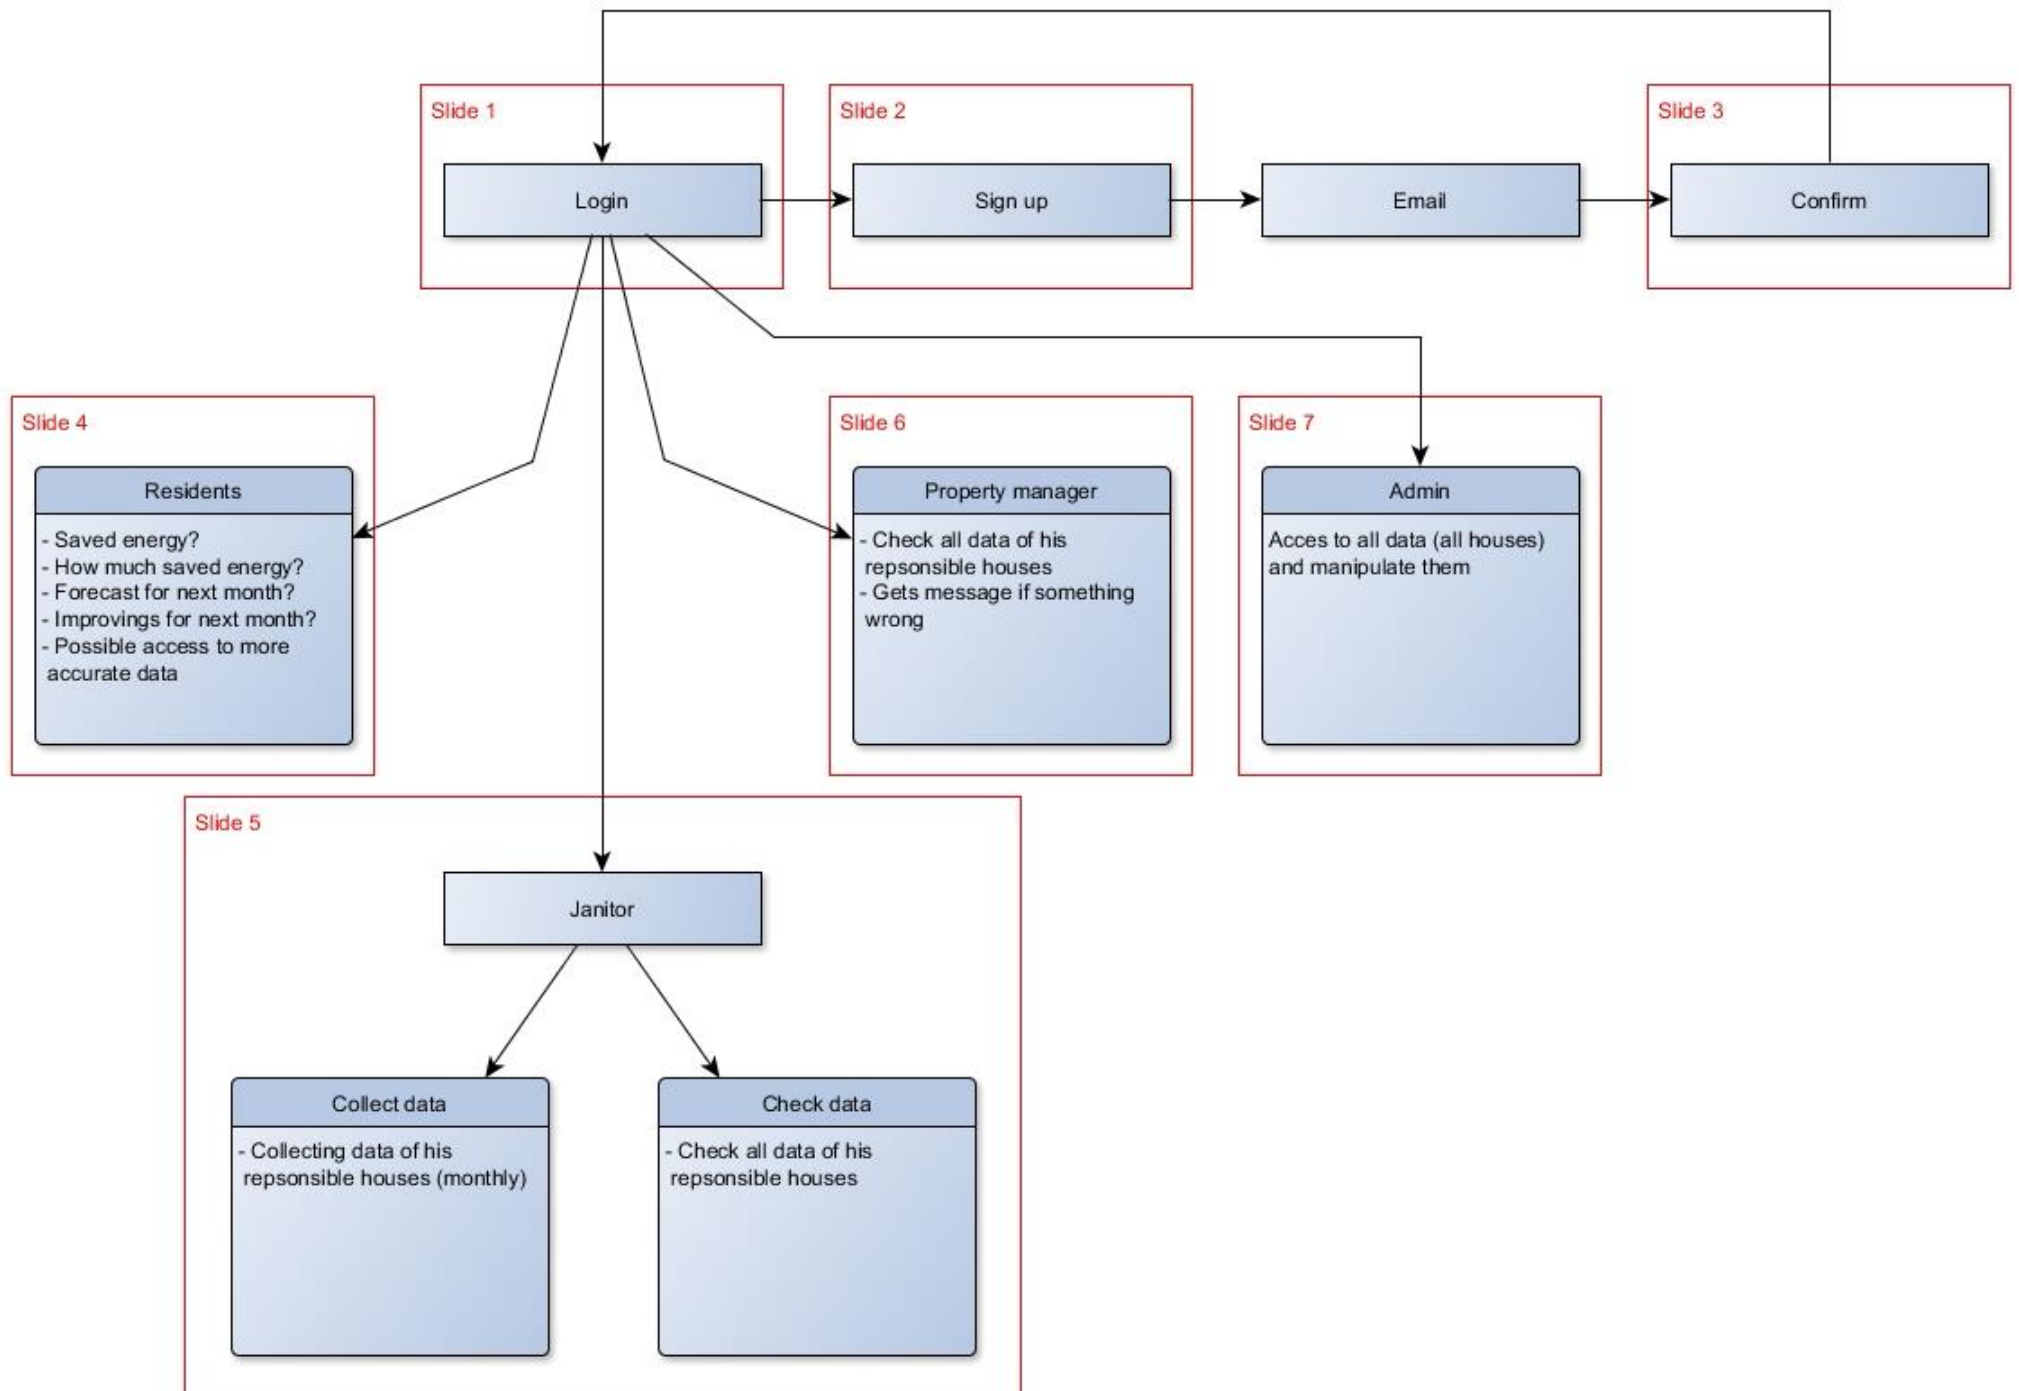 Slide 1
Slide 2
Slide 3
Login
Sign up
Email
Confirm
Slide 4
Residents
- Saved energy?
- How much saved energy?
- Forecast for next month?
- Improvings for next month?
- Possible access to more
accurate data
Slide 6
Property manager
- Check all data of his
repsonsible houses
- Gets message if something
wrong
Slide 7
Admin
Acces to all data (all houses)
and manipulate them
Slide 5
Janitor
Collect data
- Collecting data of his
repsonsible houses (monthly)
Check data
- Check all data of his
repsonsible houses